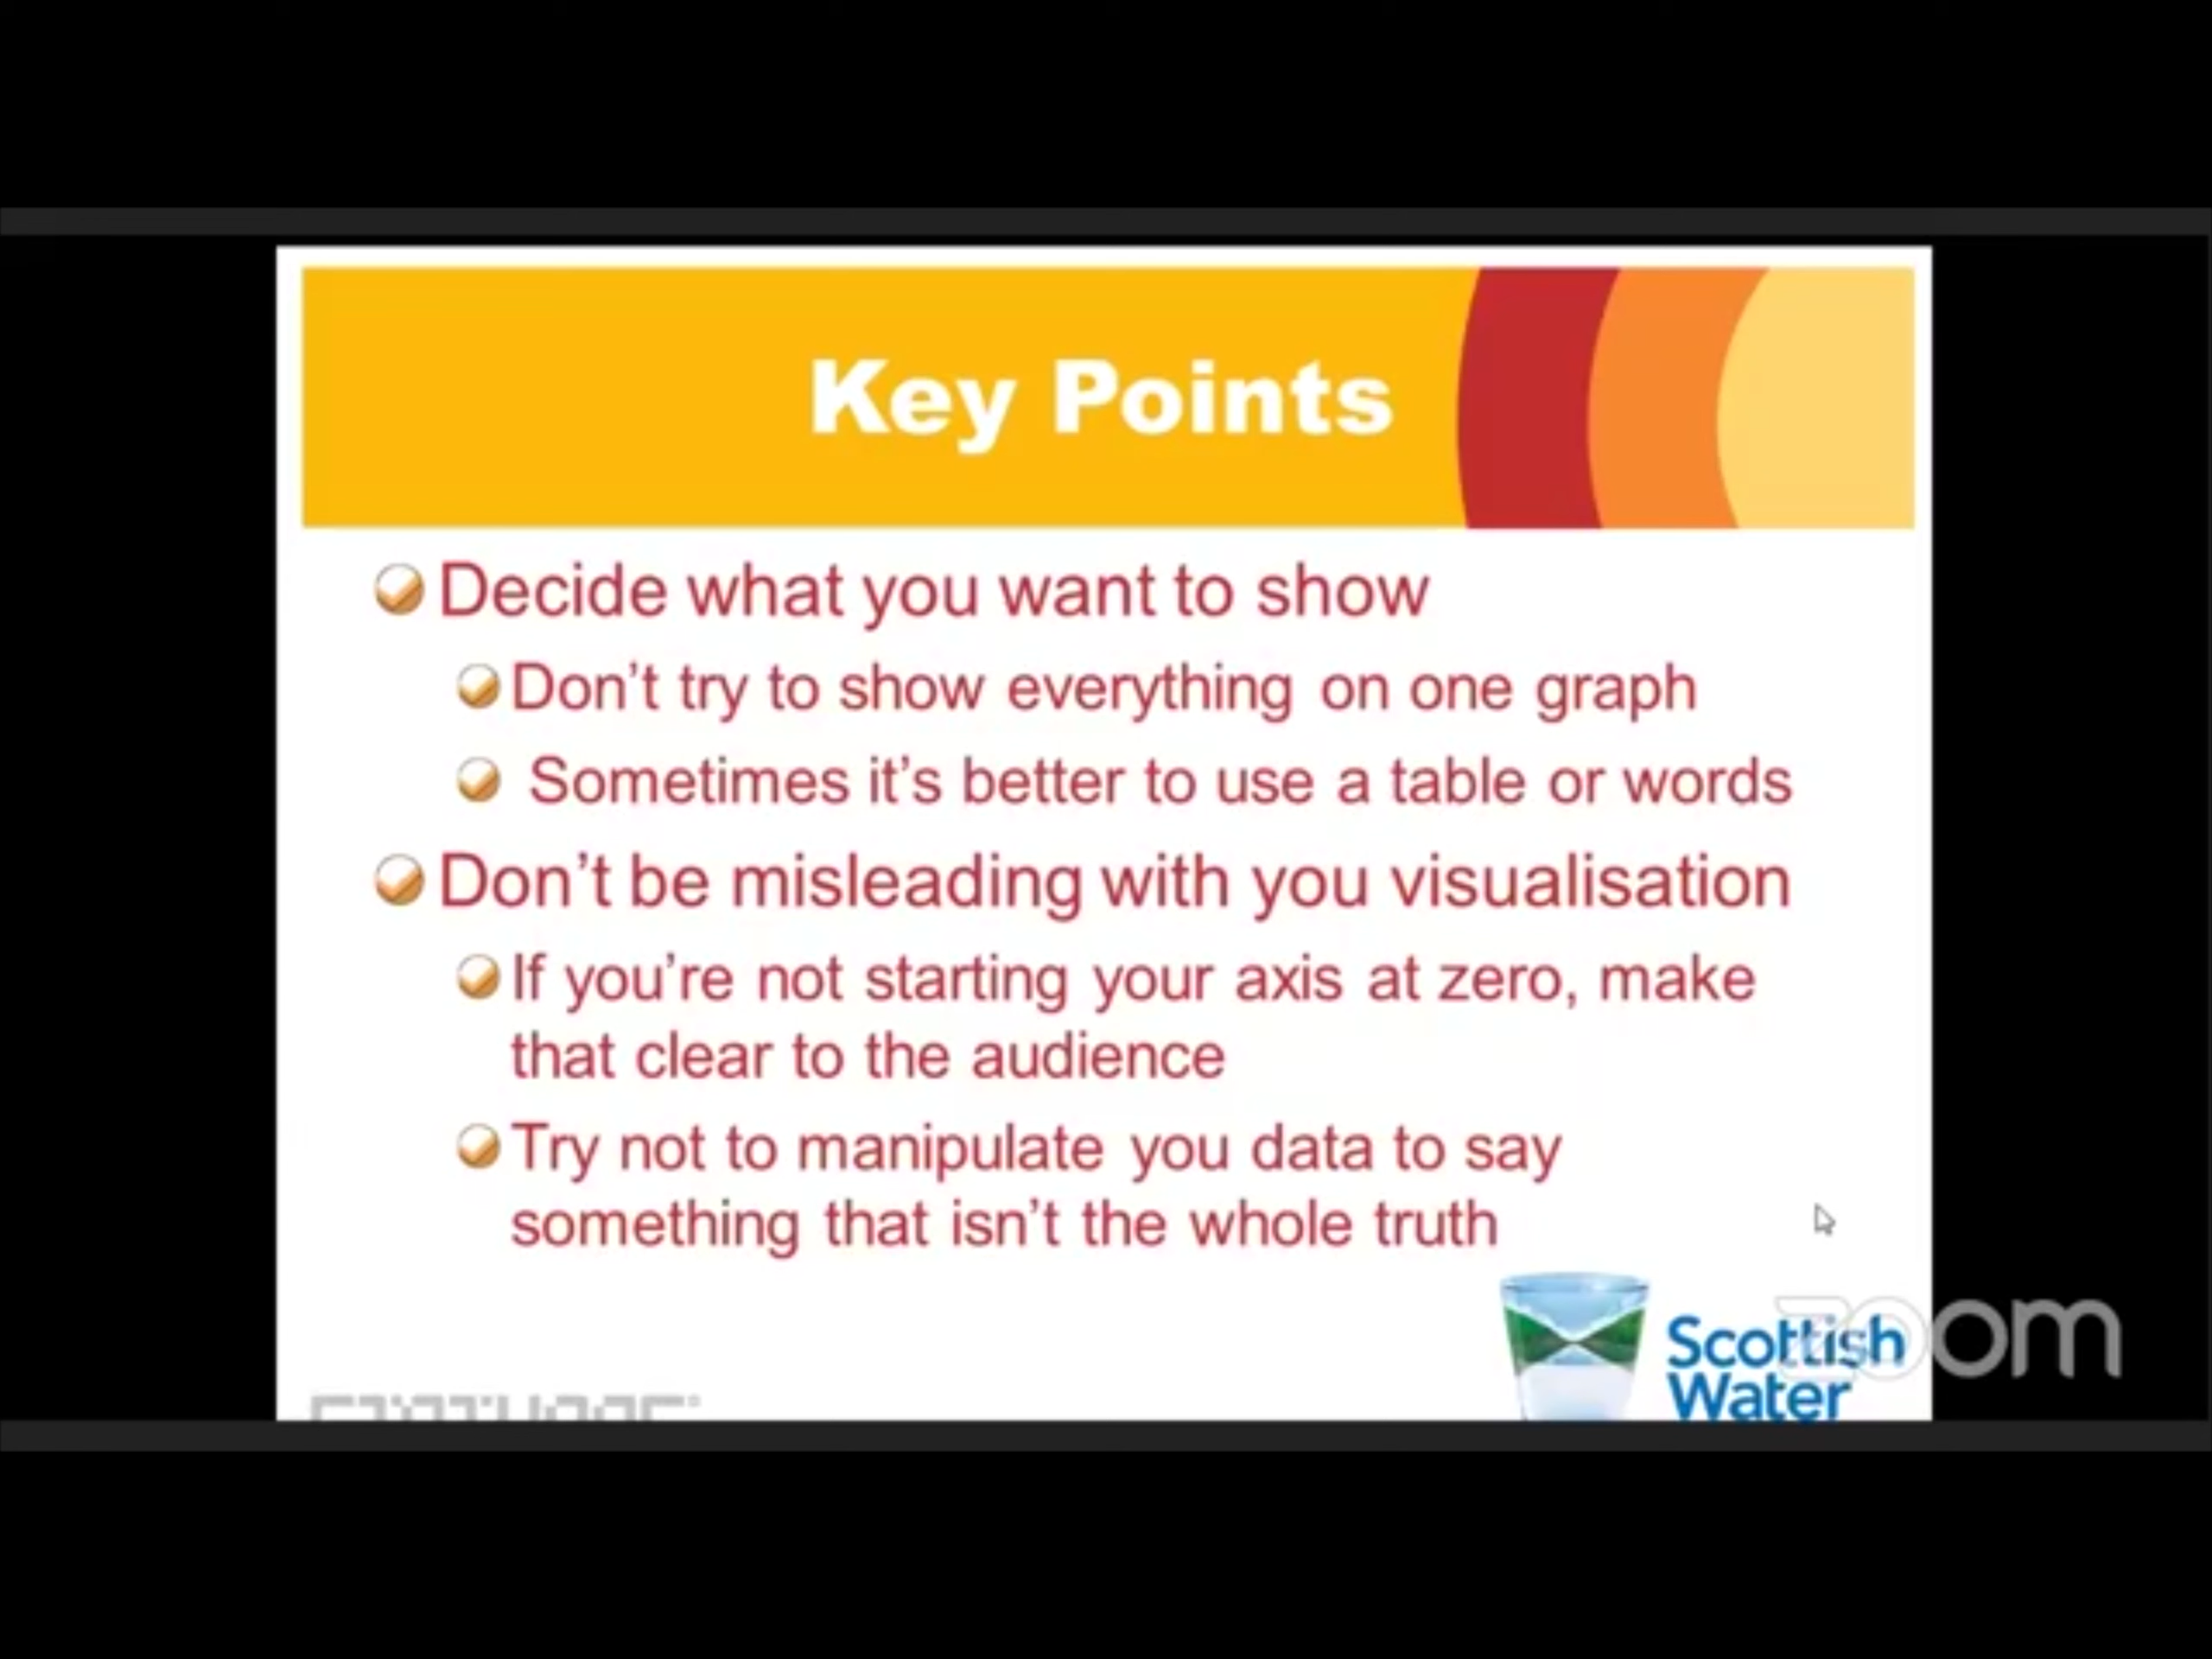 Key Points
Decide what you want to show
Don't try to show everything on one graph
Sometimes it's better to use a table or words
Don't be misleading with you visualisation
If you're not starting your axis at zero, make
that clear to the audience
Try not to manipulate you data to say
something that isn't the whole truth
Scottish
Water
zoom